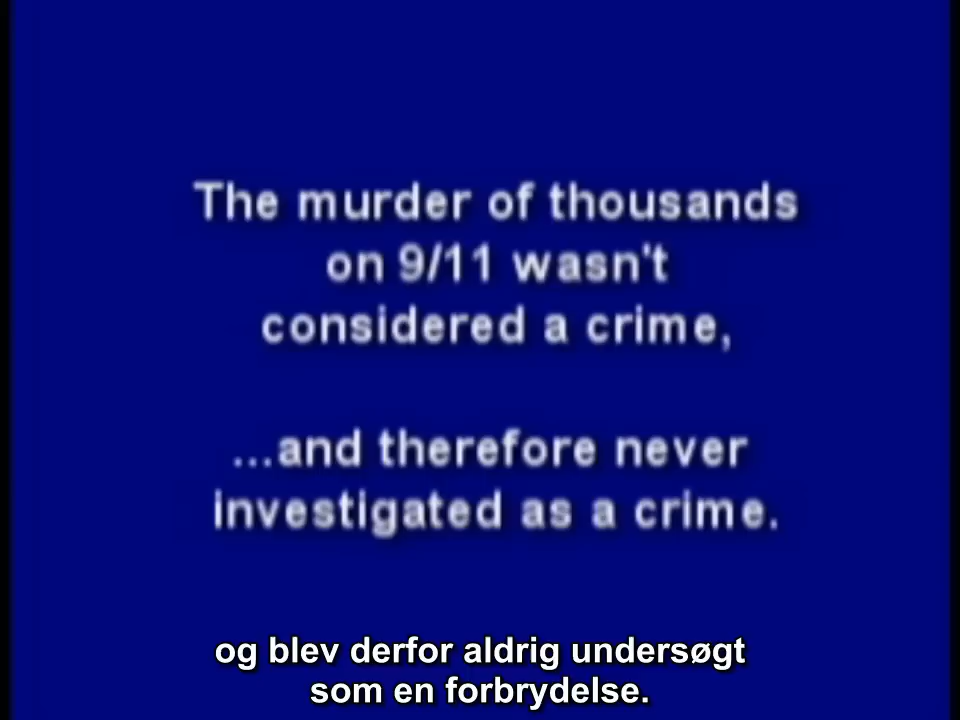 The murder of thousands
on 9/11 wasn't
considered a crime,
...and therefore never
investigated as a crime.
og blev derfor aldrig undersøgt
som en forbrydelse.